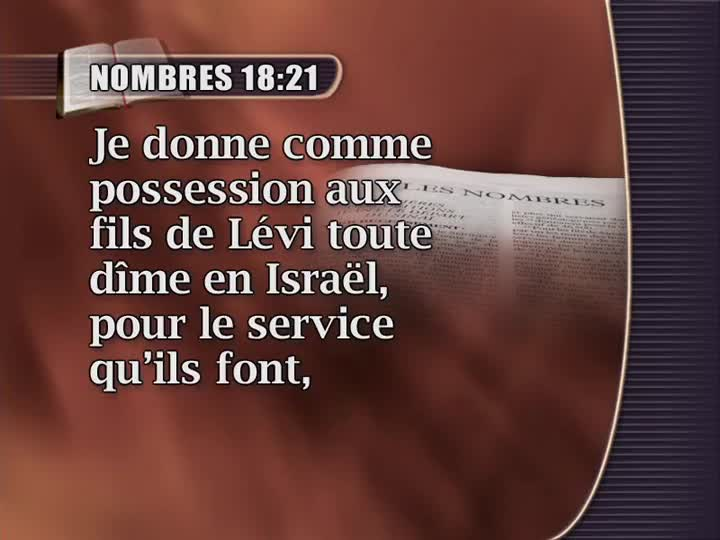 NOMBRES 18:21
Je donne comme
possession aux
fils de Lévi toute
dîme en Israël,
pour le service
qu'ils font,
LES NOMBRES